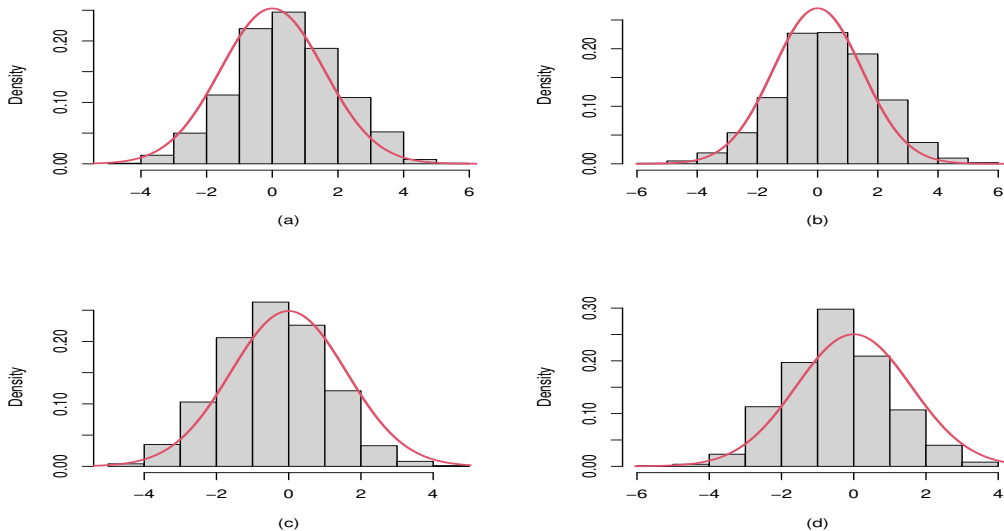 Density
0.00 0.10 0.20
−4 −2 0 2 4 6
(a)
Density
0.00 0.10 0.20
−6 −4 −2 0 2 4 6
(b)
Density
0.00 0.10 0.20
−4 −2 0 2 4
(c)
Density
0.00 0.10 0.20 0.30
−6 −4 −2 0 2 4
(d)